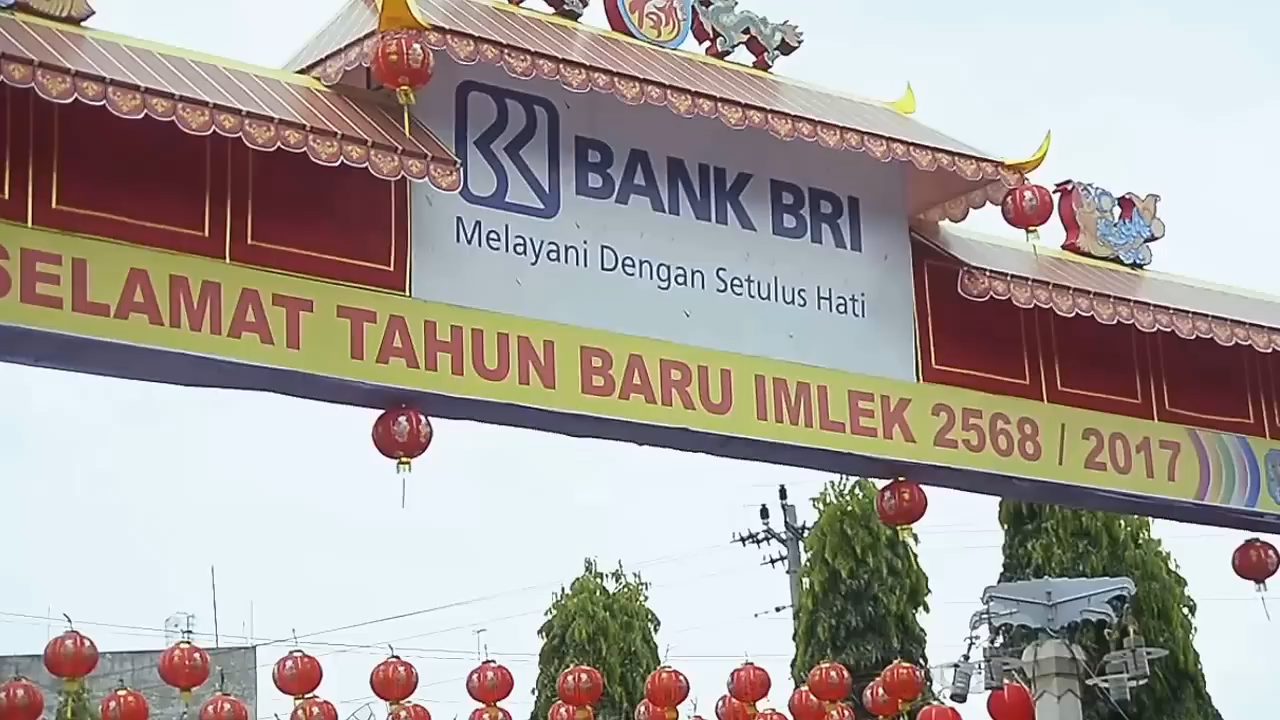 BANK BRI
Melayani Dengan Setulus Hati
SELAMAT TAHUN BARU IMLEK 2568 / 2017